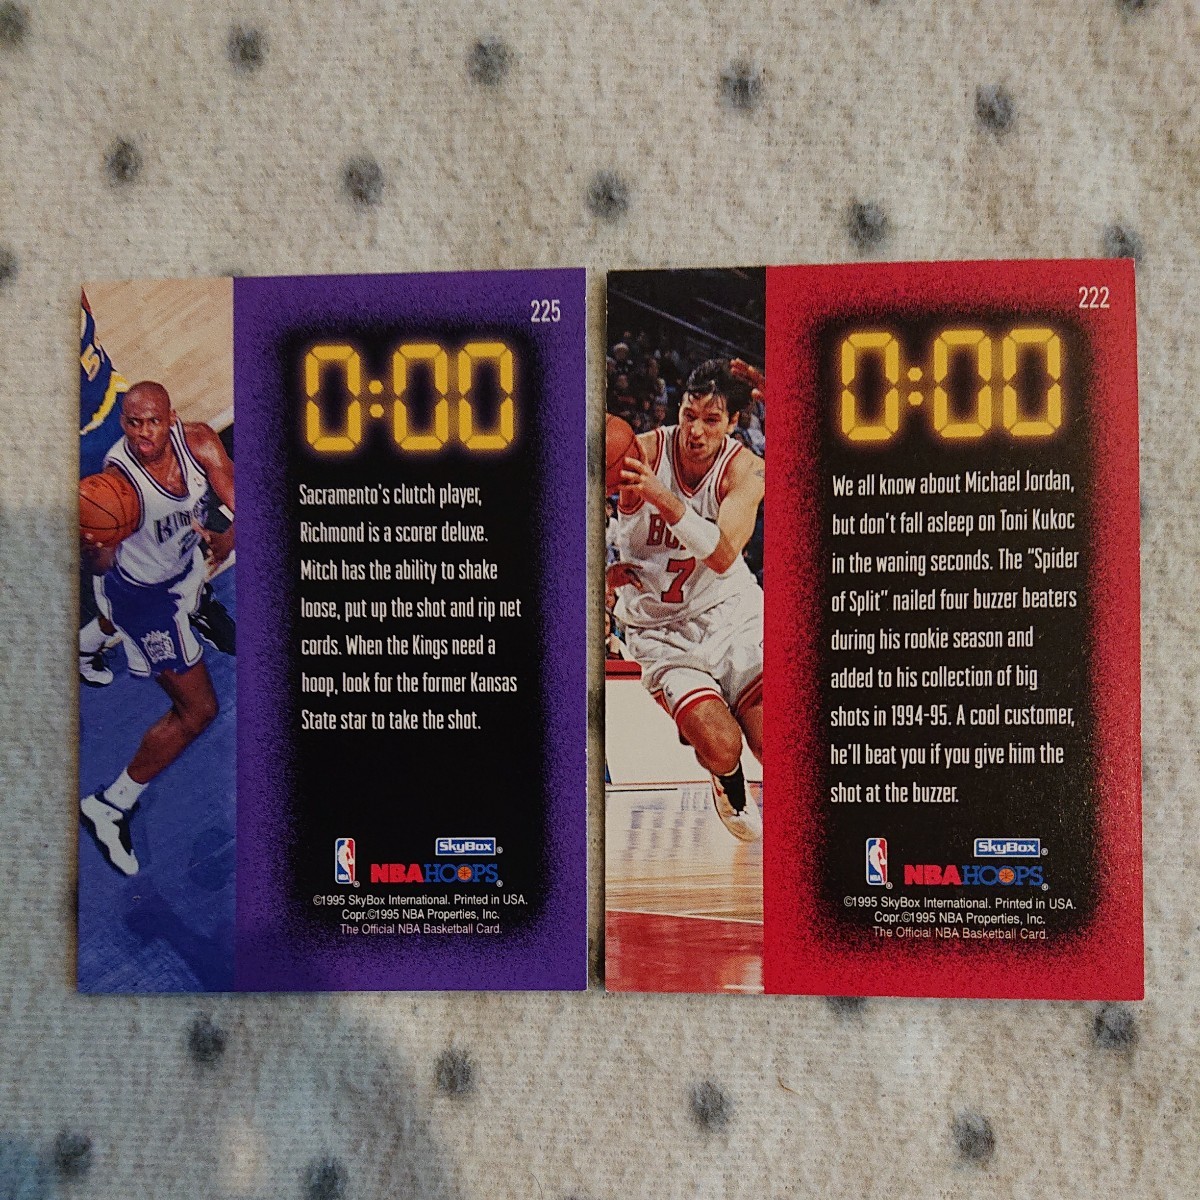 225
0:00
Sacramento's clutch player,
Richmond is a scorer deluxe.
Mitch has the ability to shake
loose, put up the shot and rip net
cords. When the Kings need a
hoop, look for the former Kansas
State star to take the shot.
SkyBox®
NBA® NBA HOOPS®
©1995 SkyBox International. Printed in USA.
Copr.©1995 NBA Properties, Inc.
The Official NBA Basketball Card.
222
0:00
We all know about Michael Jordan,
but don't fall asleep on Toni Kukoc
in the waning seconds. The "Spider
of Split" nailed four buzzer beaters
during his rookie season and
added to his collection of big
shots in 1994-95. A cool customer,
he'll beat you if you give him the
shot at the buzzer.
SkyBox®
NBA® NBA HOOPS®
©1995 SkyBox International. Printed in USA.
Copr.©1995 NBA Properties, Inc.
The Official NBA Basketball Card.
7